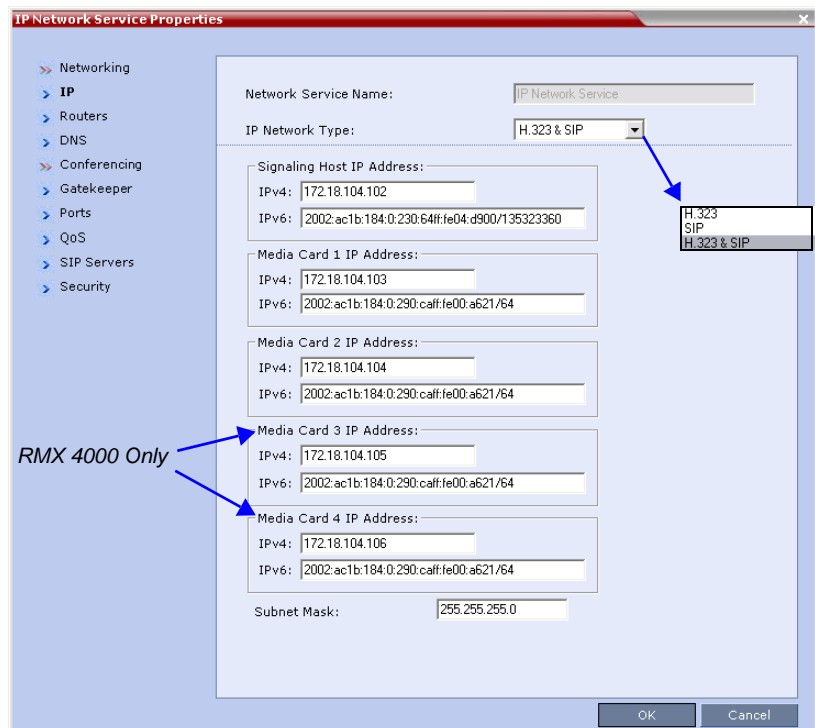 IP Network Service Properties
Networking
IP
Routers
DNS
Conferencing
Gatekeeper
Ports
QoS
SIP Servers
Security
Network Service Name: IP Network Service
IP Network Type: H.323 & SIP
H.323
SIP
H.323 & SIP
Signaling Host IP Address:
IPv4: 172.18.104.102
IPv6: 2002:ac1b:184:0:230:64ff:fe04:d900/135323360
Media Card 1 IP Address:
IPv4: 172.18.104.103
IPv6: 2002:ac1b:184:0:290:caff:fe00:a621/64
Media Card 2 IP Address:
IPv4: 172.18.104.104
IPv6: 2002:ac1b:184:0:290:caff:fe00:a621/64
RMX 4000 Only
Media Card 3 IP Address:
IPv4: 172.18.104.105
IPv6: 2002:ac1b:184:0:290:caff:fe00:a621/64
Media Card 4 IP Address:
IPv4: 172.18.104.106
IPv6: 2002:ac1b:184:0:290:caff:fe00:a621/64
Subnet Mask: 255.255.255.0
OK Cancel